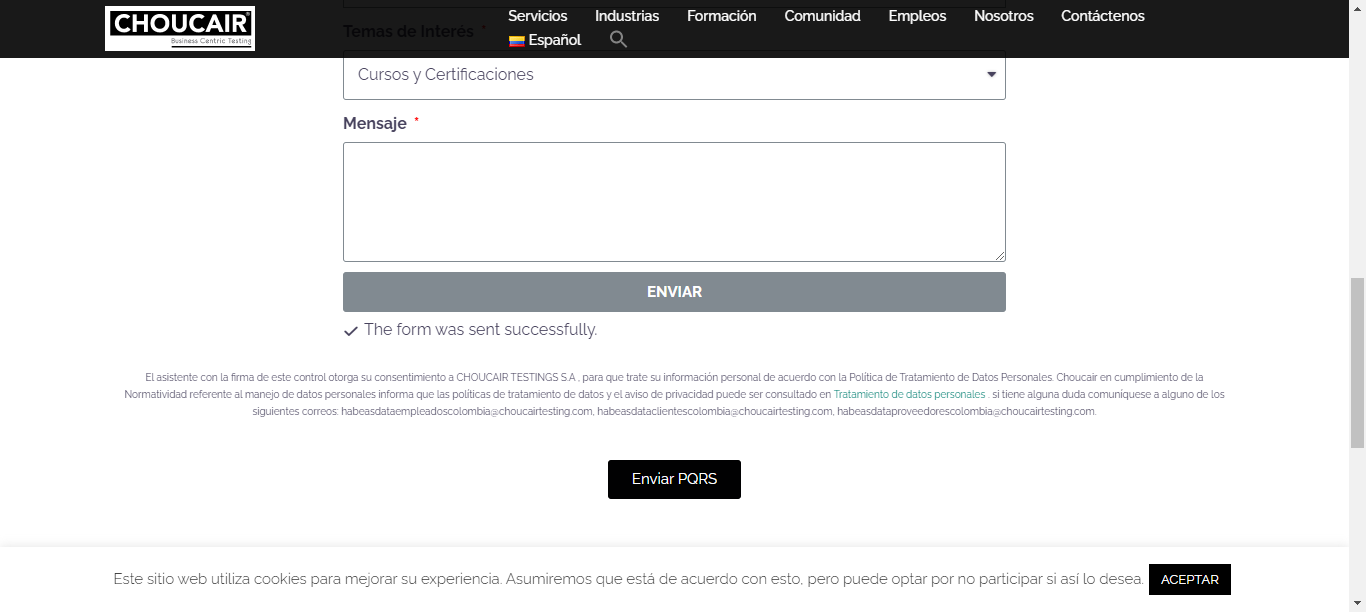 CHOUCAIR
Business Centric Testing
Servicios Industrias Formación Comunidad Empleos Nosotros Contáctenos
Español
Temas de Interés *
Cursos y Certificaciones
Mensaje *
ENVIAR
The form was sent successfully.
El asistente con la firma de este control otorga su consentimiento a CHOUCAIR TESTINGS S.A , para que trate su información personal de acuerdo con la Política de Tratamiento de Datos Personales. Choucair en cumplimiento de la
Normatividad referente al manejo de datos personales informa que las políticas de tratamiento de datos y el aviso de privacidad puede ser consultado en Tratamiento de datos personales . si tiene alguna duda comuníquese a alguno de los
siguientes correos: habeasdataempleadoscolombia@choucairtesting.com, habeasdataclientescolombia@choucairtesting.com, habeasdataproveedorescolombia@choucairtesting.com.
Enviar PQRS
Este sitio web utiliza cookies para mejorar su experiencia. Asumiremos que está de acuerdo con esto, pero puede optar por no participar si así lo desea. ACEPTAR